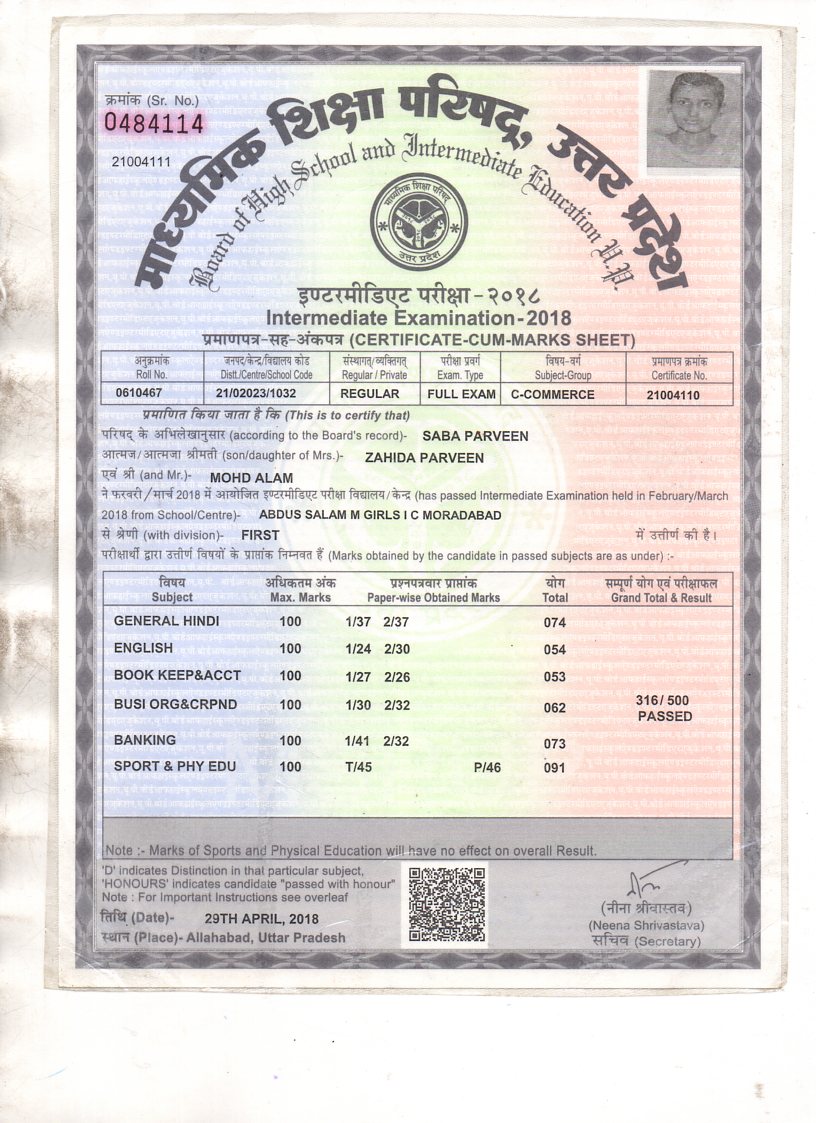 क्रमांक (Sr. No.)
0484114
21004111
माध्यमिक शिक्षा परिषद्, उत्तर प्रदेश
Board of High School and Intermediate Education U.P.
माध्यमिक शिक्षा परिषद्
उत्तर प्रदेश
इण्टरमीडिएट परीक्षा - २०१८
Intermediate Examination - 2018
प्रमाणपत्र-सह-अंकपत्र (CERTIFICATE-CUM-MARKS SHEET)
अनुक्रमांक जनपद/केन्द्र/विद्यालय कोड संस्थागत/व्यक्तिगत परीक्षा प्रवर्ग विषय-वर्ग प्रमाणपत्र क्रमांक
Roll No. Distt./Centre/School Code Regular / Private Exam. Type Subject-Group Certificate No.
0610467 21/02023/1032 REGULAR FULL EXAM C-COMMERCE 21004110
प्रमाणित किया जाता है कि (This is to certify that)
परिषद् के अभिलेखानुसार (according to the Board's record)- SABA PARVEEN
आत्मज/आत्मजा श्रीमती (son/daughter of Mrs.)- ZAHIDA PARVEEN
एवं श्री (and Mr.)- MOHD ALAM
ने फरवरी/मार्च 2018 में आयोजित इण्टरमीडिएट परीक्षा विद्यालय/केन्द्र (has passed Intermediate Examination held in February/March
2018 from School/Centre)- ABDUS SALAM M GIRLS I C MORADABAD
से श्रेणी (with division)- FIRST में उत्तीर्ण की है।
परीक्षार्थी द्वारा उत्तीर्ण विषयों के प्राप्तांक निम्नवत हैं (Marks obtained by the candidate in passed subjects are as under) :-
विषय अधिकतम अंक प्रश्नपत्रवार प्राप्तांक योग सम्पूर्ण योग एवं परीक्षाफल
Subject Max. Marks Paper-wise Obtained Marks Total Grand Total & Result
GENERAL HINDI 100 1/37 2/37 074
ENGLISH 100 1/24 2/30 054
BOOK KEEP&ACCT 100 1/27 2/26 053
BUSI ORG&CRPND 100 1/30 2/32 062 316/ 500
PASSED
BANKING 100 1/41 2/32 073
SPORT & PHY EDU 100 T/45 P/46 091
Note :- Marks of Sports and Physical Education will have no effect on overall Result.
'D' indicates Distinction in that particular subject,
'HONOURS' indicates candidate "passed with honour"
Note : For Important Instructions see overleaf
तिथि (Date)- 29TH APRIL, 2018
स्थान (Place)- Allahabad, Uttar Pradesh
(नीना श्रीवास्तव)
(Neena Shrivastava)
सचिव (Secretary)